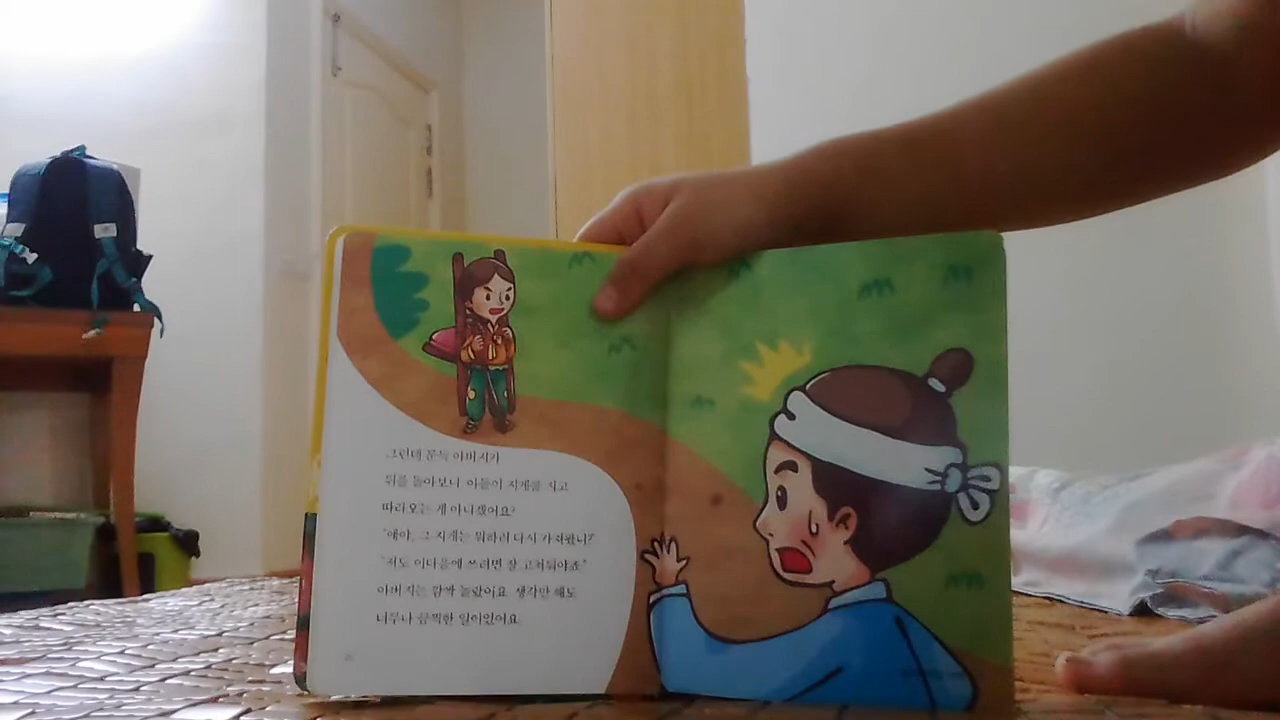 그런데 문득 아버지가
뒤를 돌아보니, 아들이 지게를 지고
따라오는 게 아니겠어요?
"얘야, 그 지게는 뭐하러 다시 가져왔니?"
"저도 이다음에 쓰려면 잘 고쳐둬야죠."
아버지는 깜짝 놀랐어요. 생각만 해도
너무나 끔찍한 일이었어요.